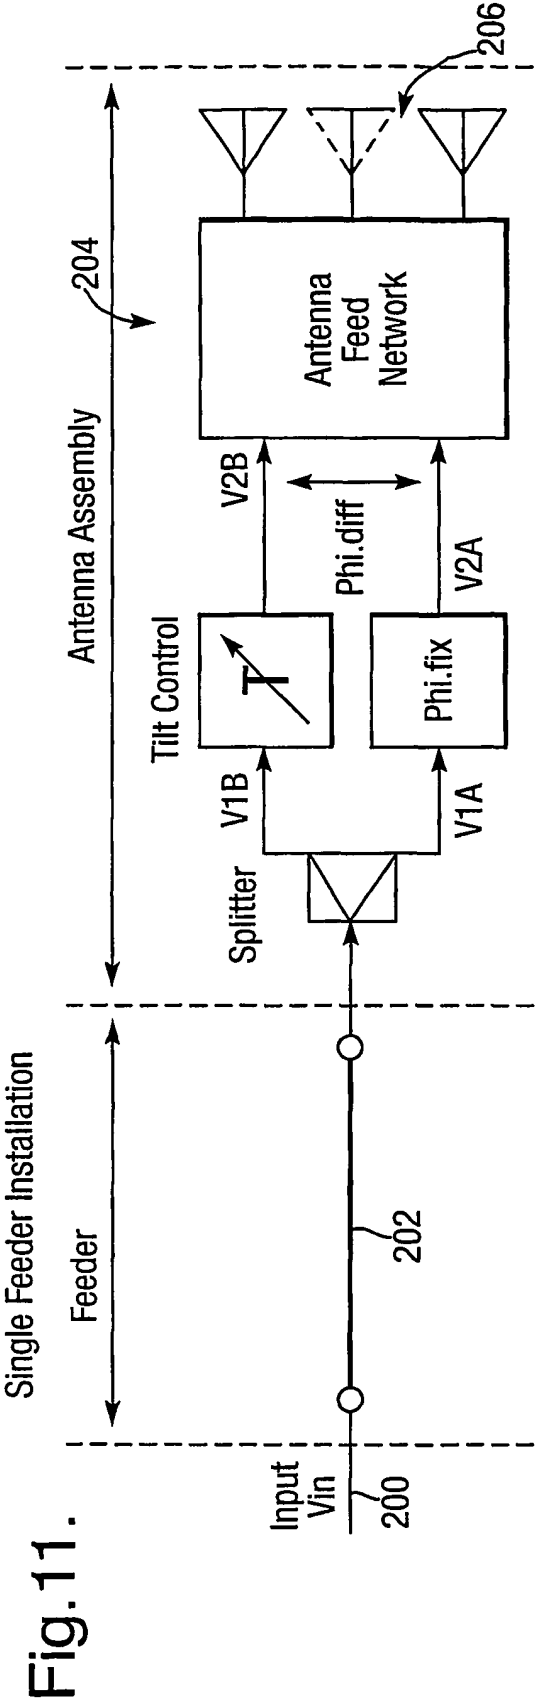 Fig.11.
Single Feeder Installation
Feeder
Antenna Assembly
204
206
Input
Vin
200
202
Splitter
V1B
V1A
Tilt Control
T
Phi.fix
V2B
V2A
Phi.diff
Antenna
Feed
Network